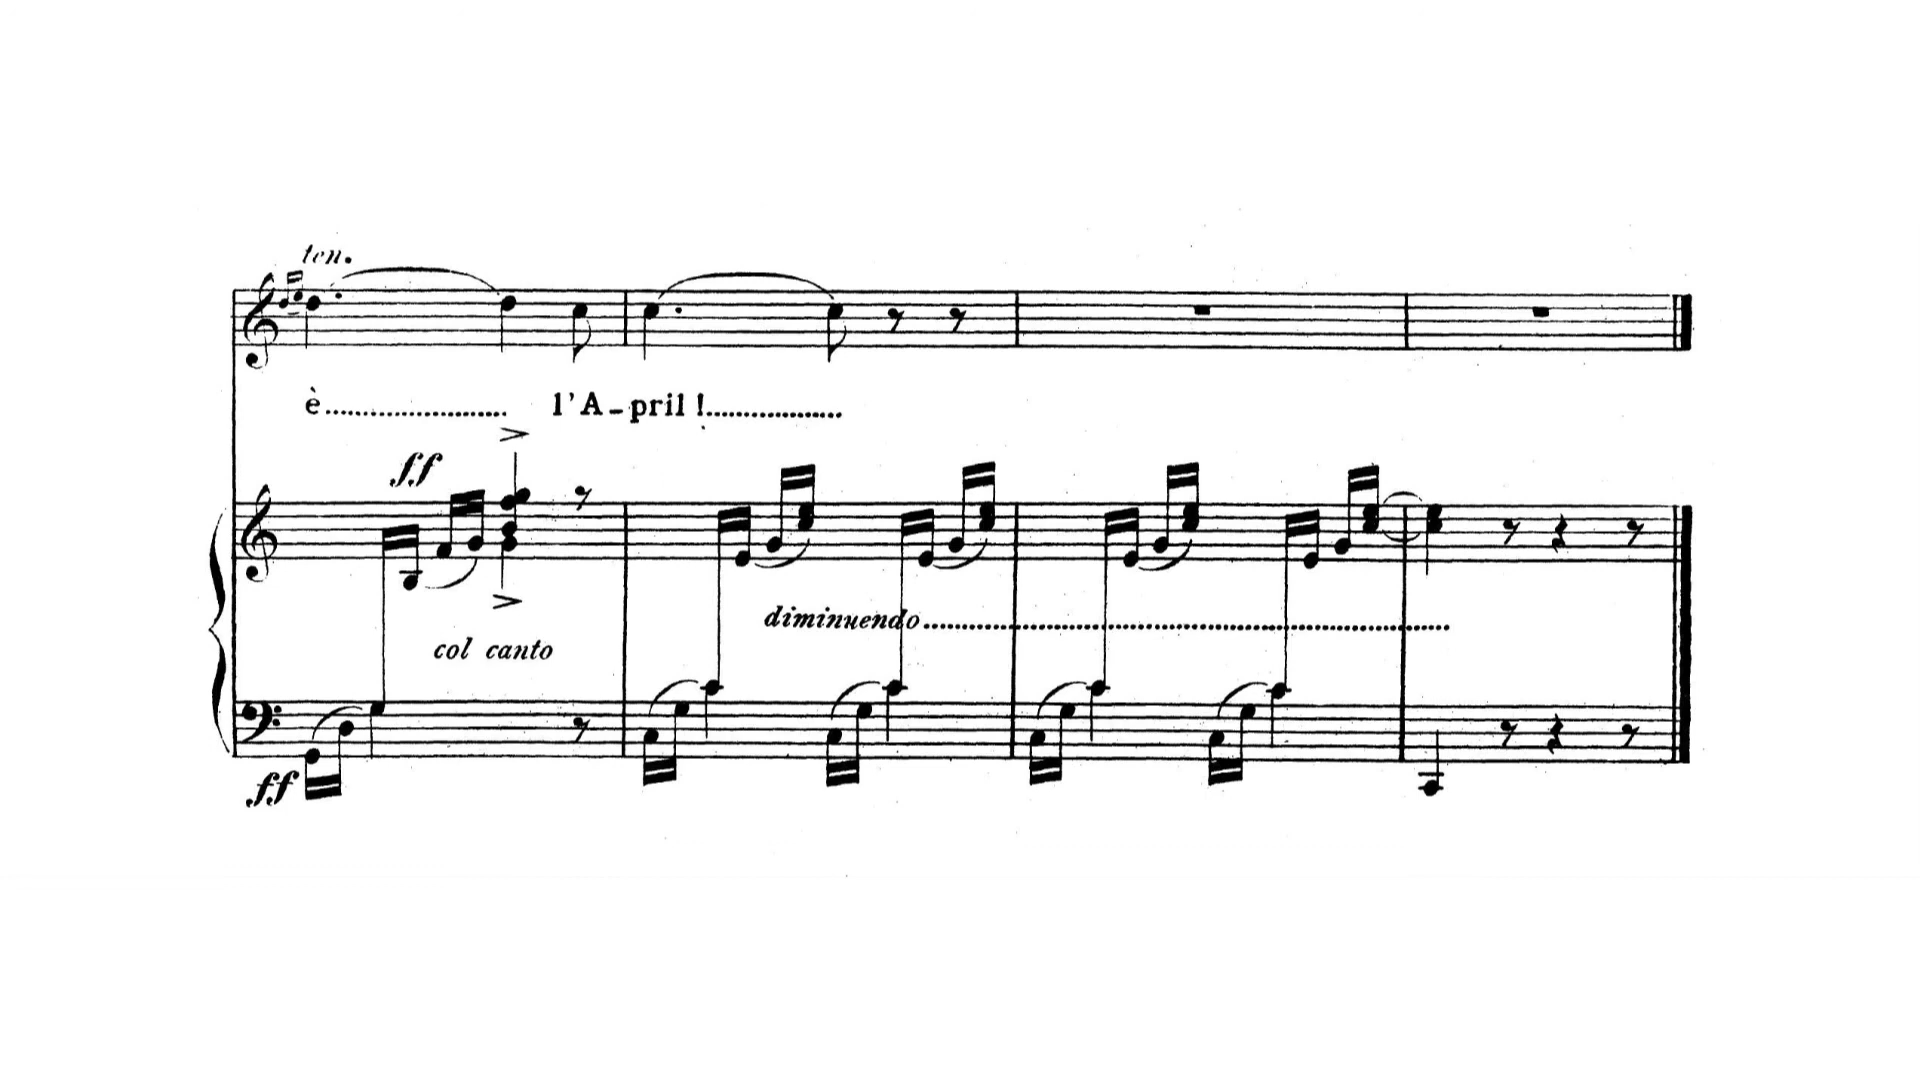 ten.
è........................ l'A-pril!...................
ff
col canto
diminuendo..........................................................................
ff